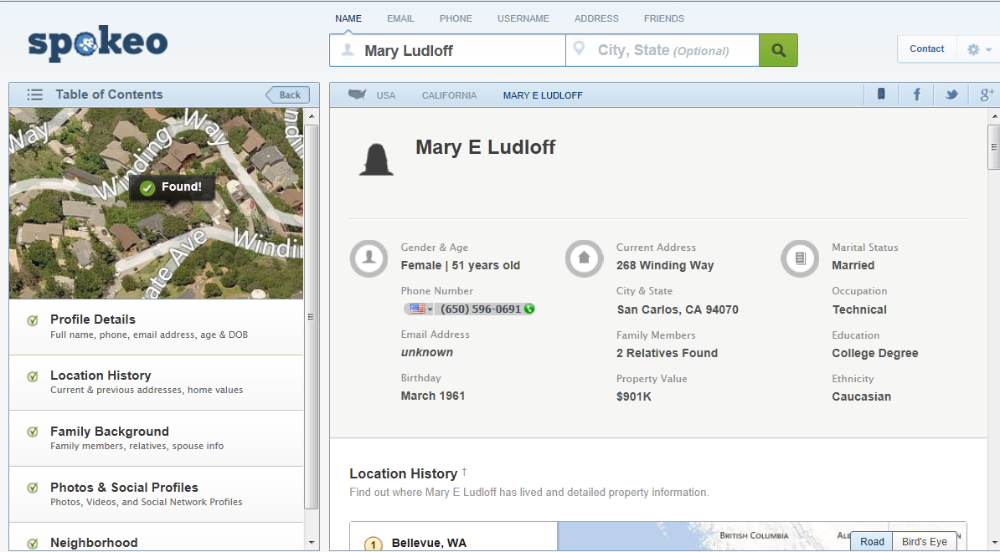 spokeo
NAME EMAIL PHONE USERNAME ADDRESS FRIENDS
Mary Ludloff City, State (Optional)
Contact
Table of Contents
Back
Way
Winding
Way
Winding
Found!
Profile Details
Full name, phone, email address, age & DOB
Location History
Current & previous addresses, home values
Family Background
Family members, relatives, spouse info
Photos & Social Profiles
Photos, Videos, and Social Network Profiles
Neighborhood
USA CALIFORNIA MARY E LUDLOFF
Mary E Ludloff
Gender & Age
Female | 51 years old
Phone Number
(650) 596-0691
Email Address
unknown
Birthday
March 1961
Current Address
268 Winding Way
City & State
San Carlos, CA 94070
Family Members
2 Relatives Found
Property Value
$901K
Marital Status
Married
Occupation
Technical
Education
College Degree
Ethnicity
Caucasian
Location History †
Find out where Mary E Ludloff has lived and detailed property information.
1 Bellevue, WA
BRITISH COLUMBIA
Road Bird's Eye